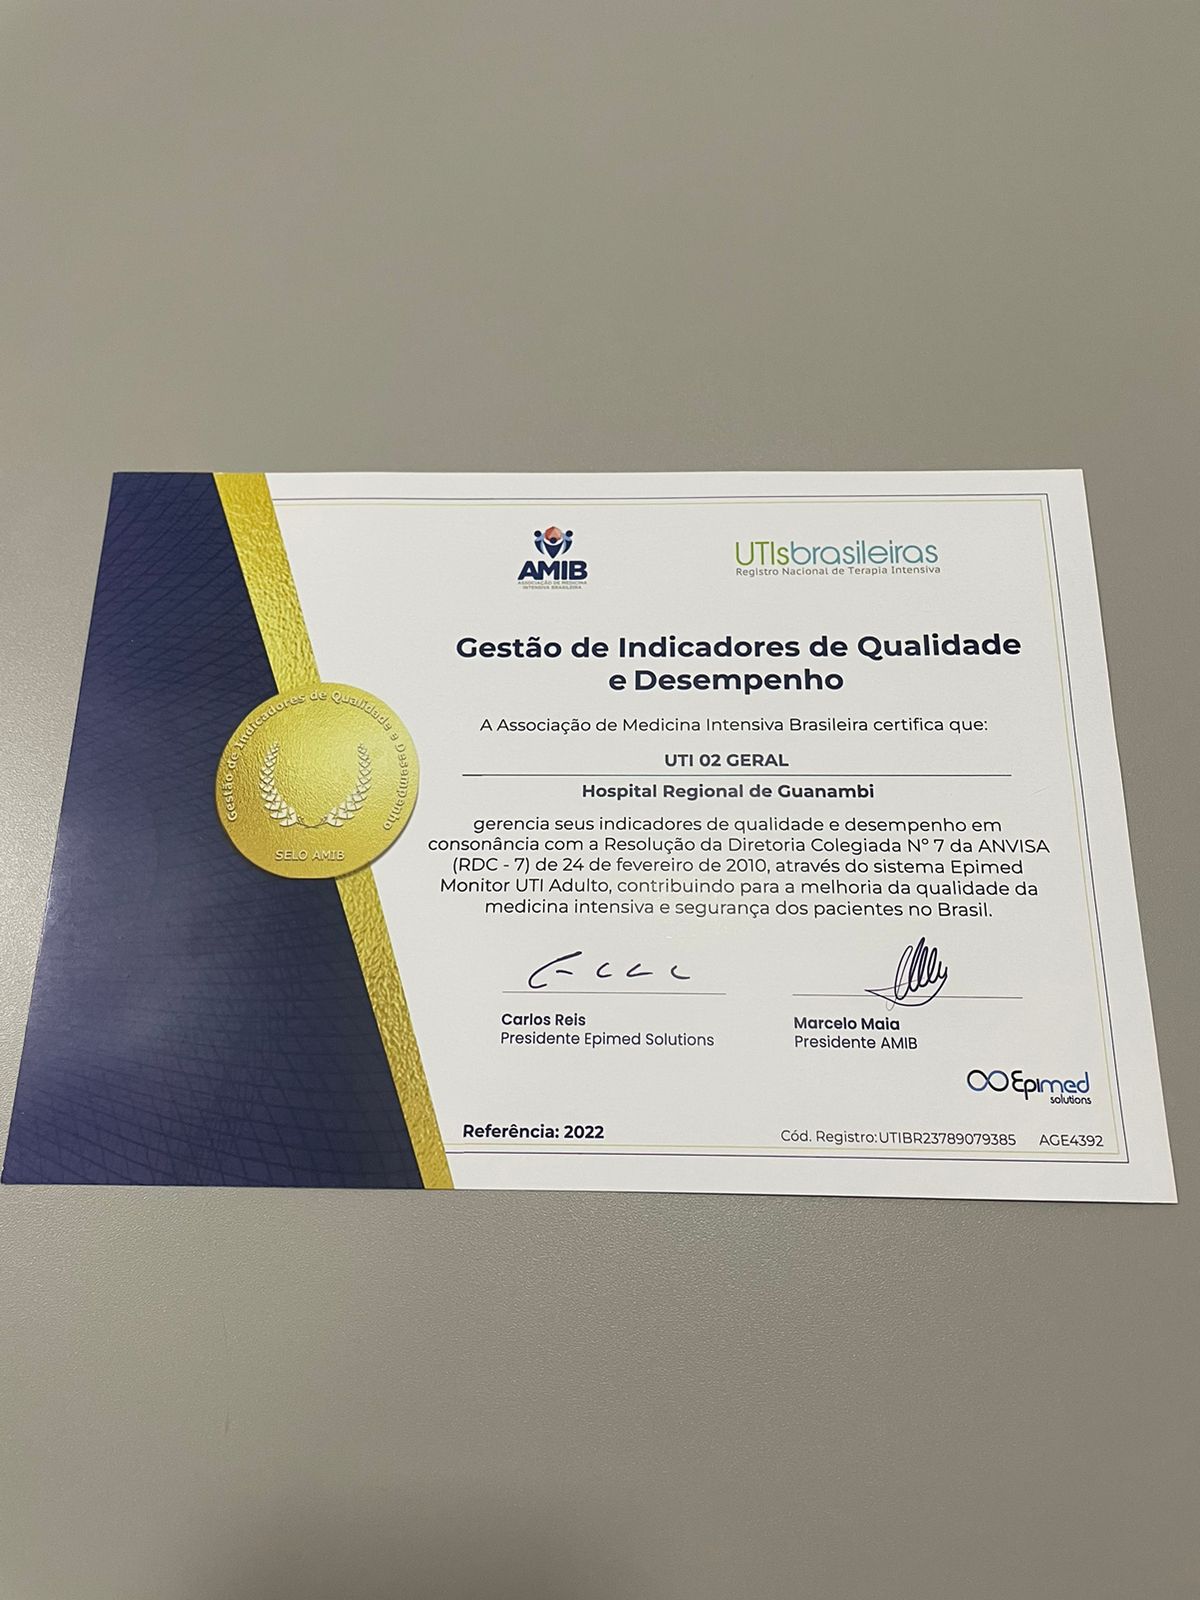 AMIB
ASSOCIAÇÃO DE MEDICINA
INTENSIVA BRASILEIRA
UTIsbrasileiras
Registro Nacional de Terapia Intensiva
Gestão de Indicadores de Qualidade
e Desempenho
A Associação de Medicina Intensiva Brasileira certifica que:
UTI 02 GERAL
Hospital Regional de Guanambi
gerencia seus indicadores de qualidade e desempenho em
consonância com a Resolução da Diretoria Colegiada Nº 7 da ANVISA
(RDC - 7) de 24 de fevereiro de 2010, através do sistema Epimed
Monitor UTI Adulto, contribuindo para a melhoria da qualidade da
medicina intensiva e segurança dos pacientes no Brasil.
Gestão de Indicadores de Qualidade e Desempenho
SELO AMIB
Carlos Reis
Presidente Epimed Solutions
Marcelo Maia
Presidente AMIB
Epimed
solutions
Referência: 2022
Cód. Registro:UTIBR23789079385 AGE4392